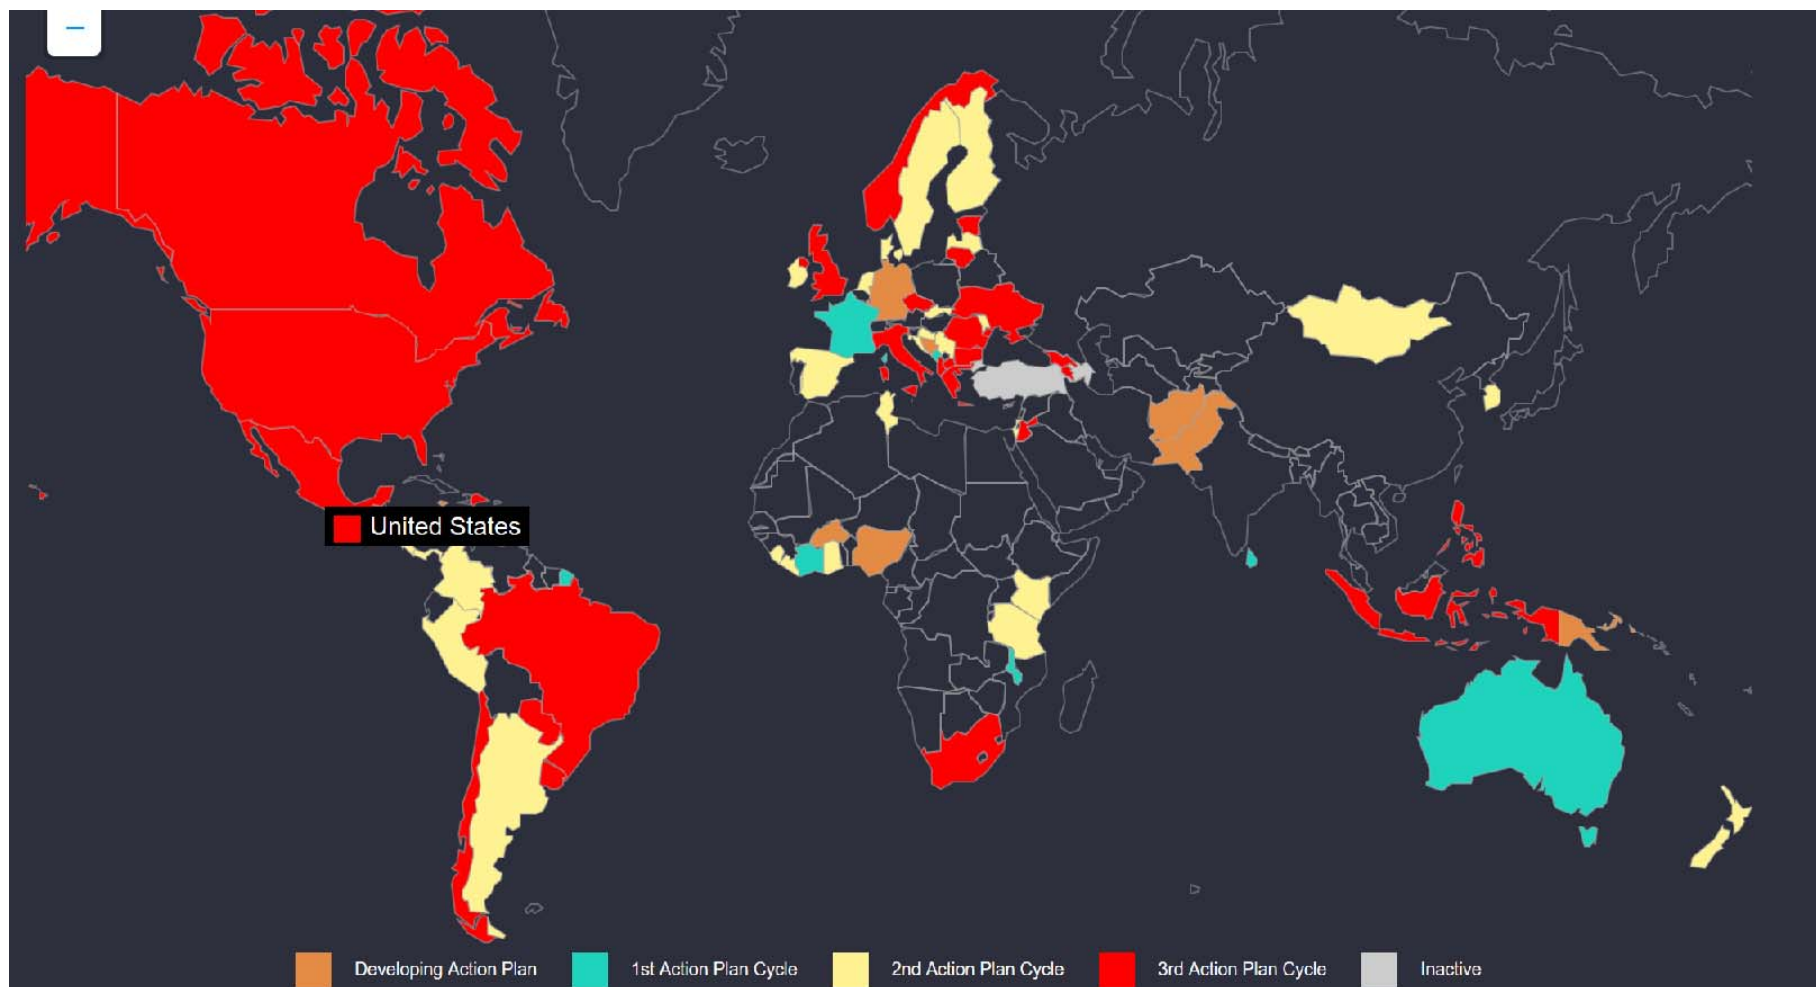 United States
Developing Action Plan
1st Action Plan Cycle
2nd Action Plan Cycle
3rd Action Plan Cycle
Inactive